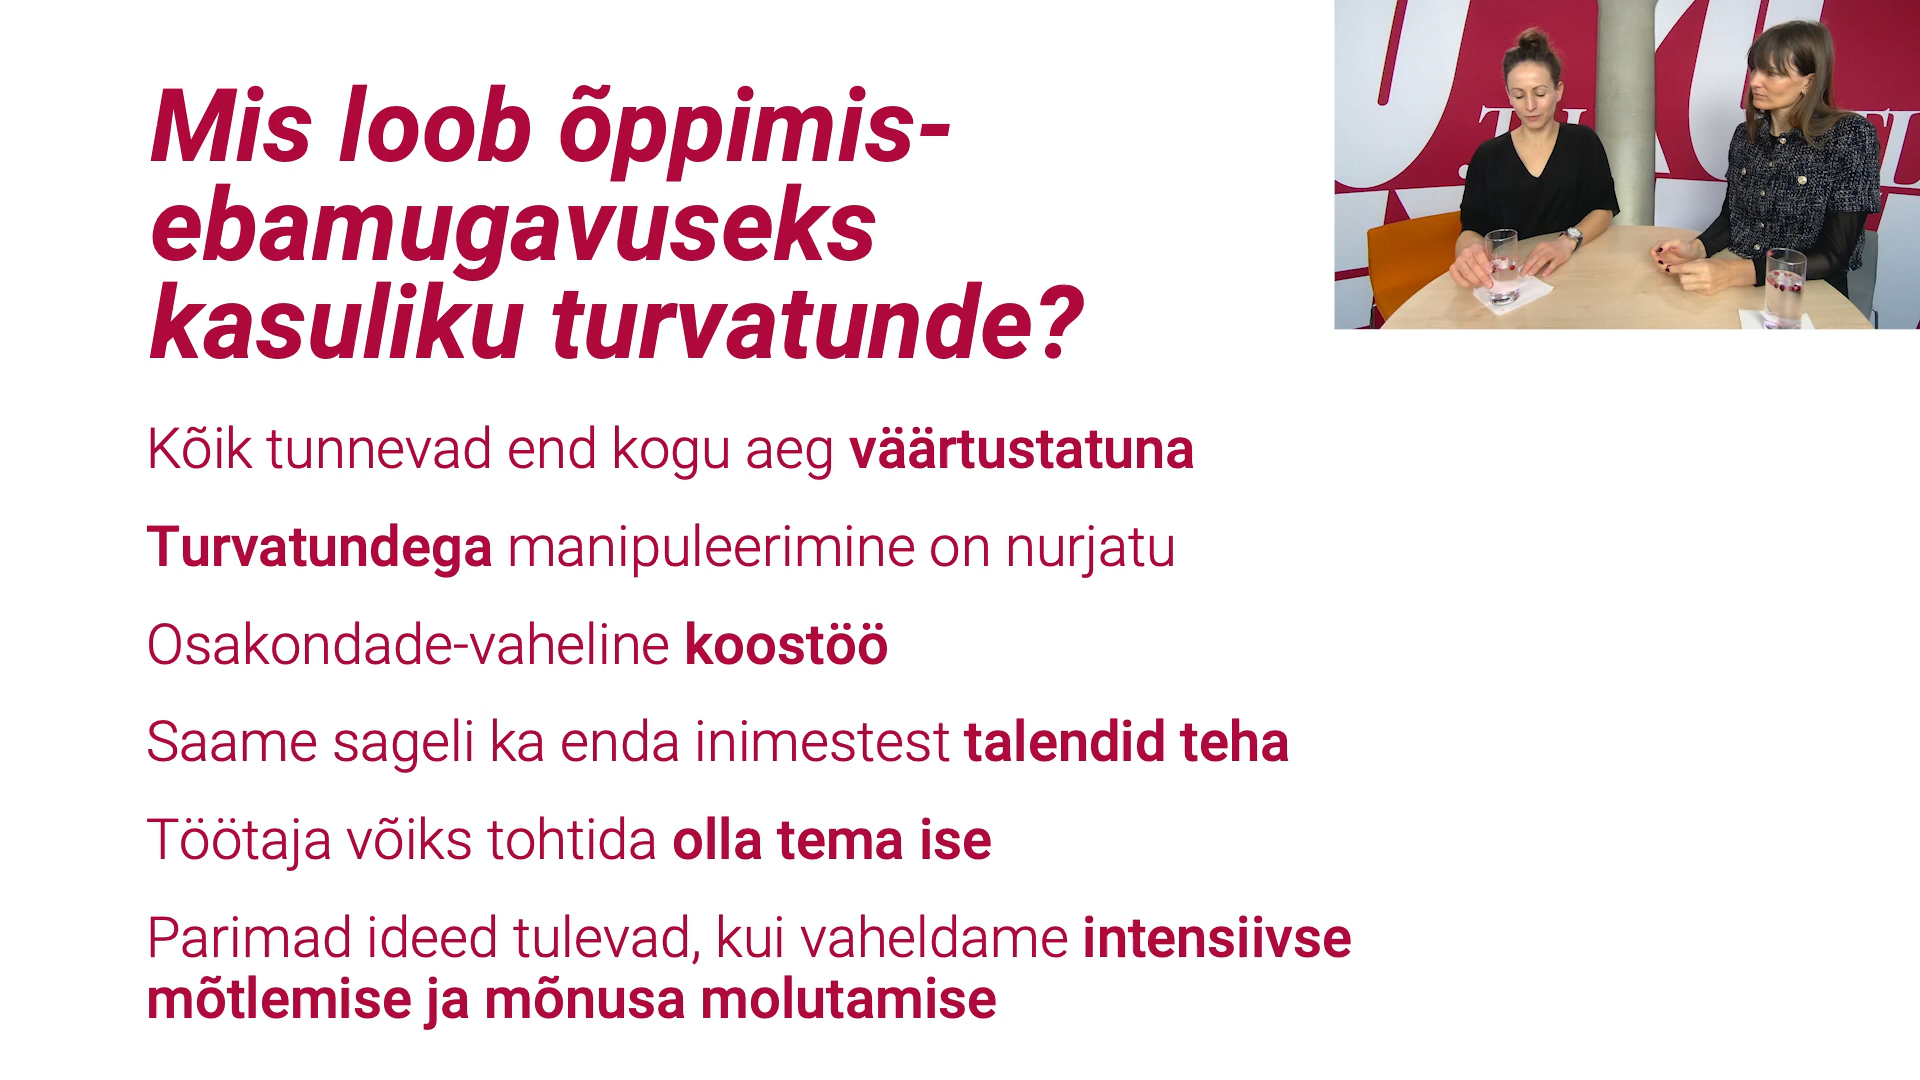 Mis loob õppimis-
ebamugavuseks
kasuliku turvatunde?
Kõik tunnevad end kogu aeg väärtustatuna
Turvatundega manipuleerimine on nurjatu
Osakondade-vaheline koostöö
Saame sageli ka enda inimestest talendid teha
Töötaja võiks tohtida olla tema ise
Parimad ideed tulevad, kui vaheldame intensiivse
mõtlemise ja mõnusa molutamise